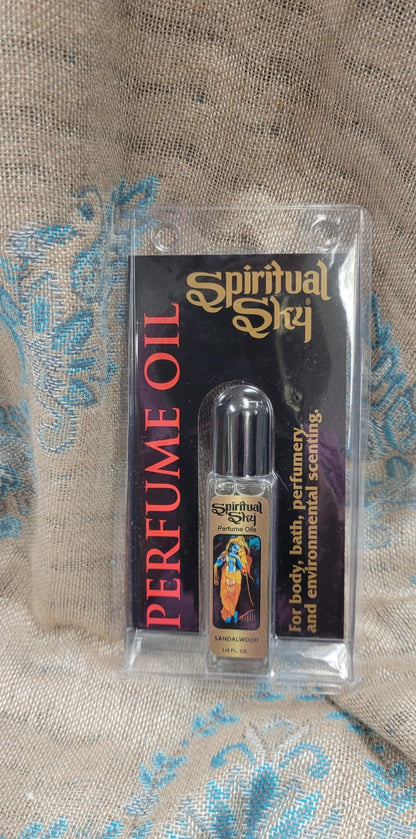 Spiritual
Sky
PERFUME OIL
For body, bath, perfumery
and environmental scenting.
Spiritual
Sky
Perfume Oils
SANDALWOOD
1/4 FL. OZ.